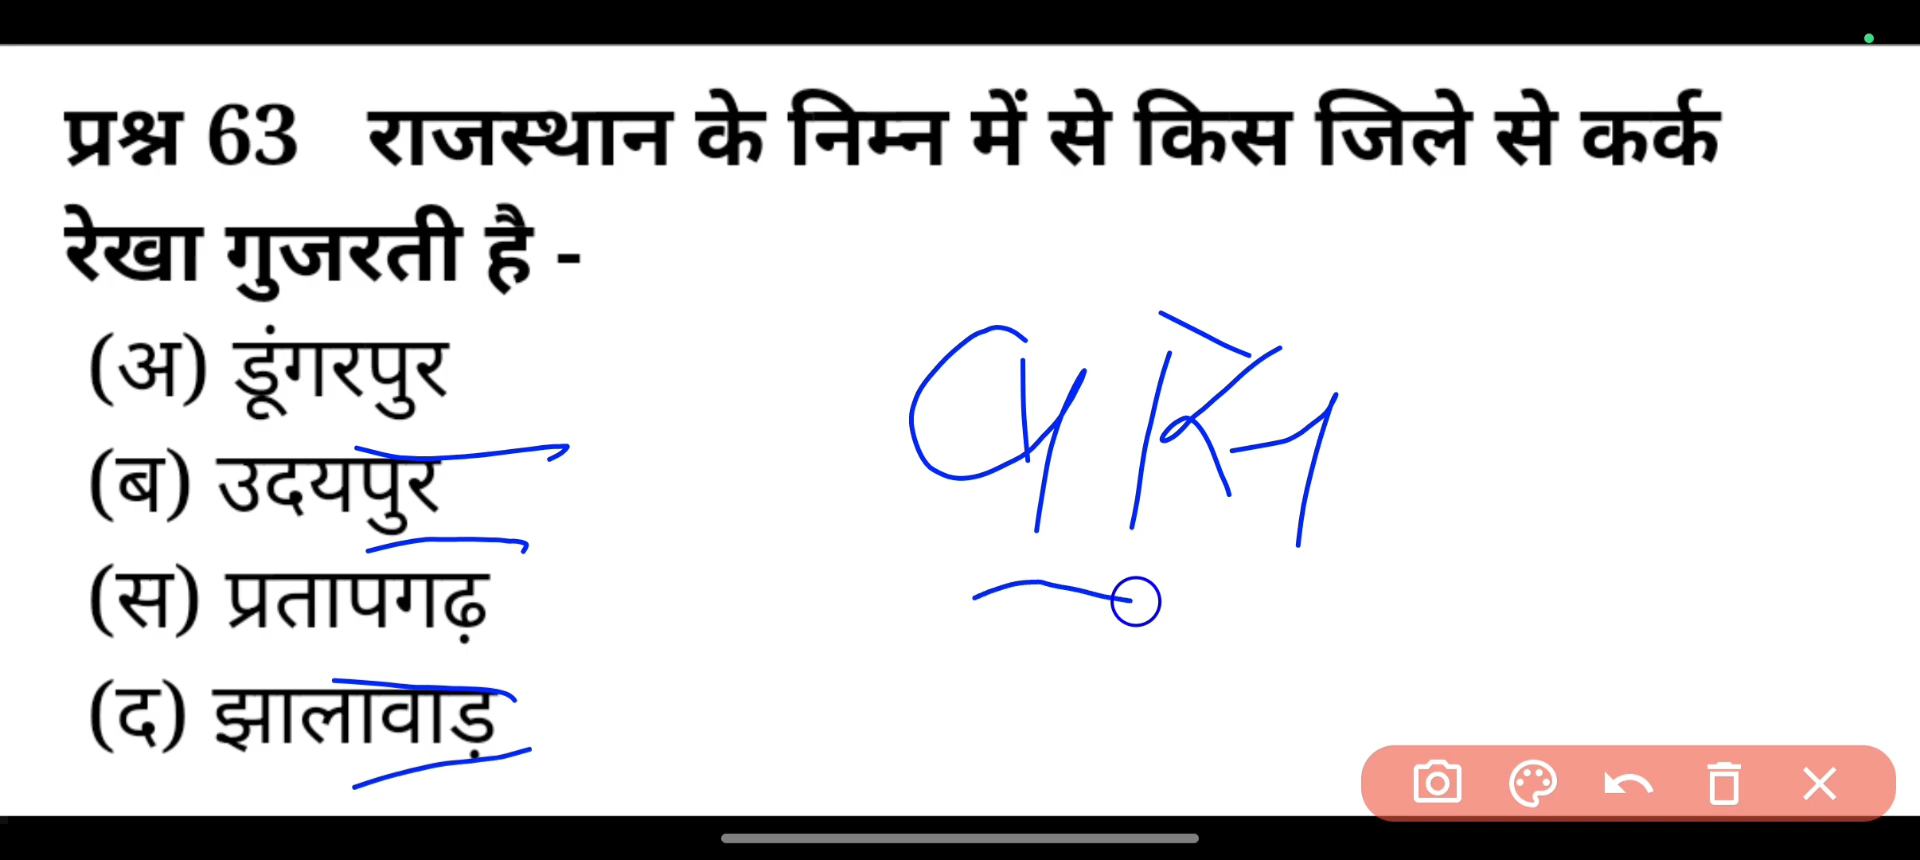 प्रश्न 63 राजस्थान के निम्न में से किस जिले से कर्क
रेखा गुजरती है -
(अ) डूंगरपुर
(ब) उदयपुर
(स) प्रतापगढ़
(द) झालावाड़